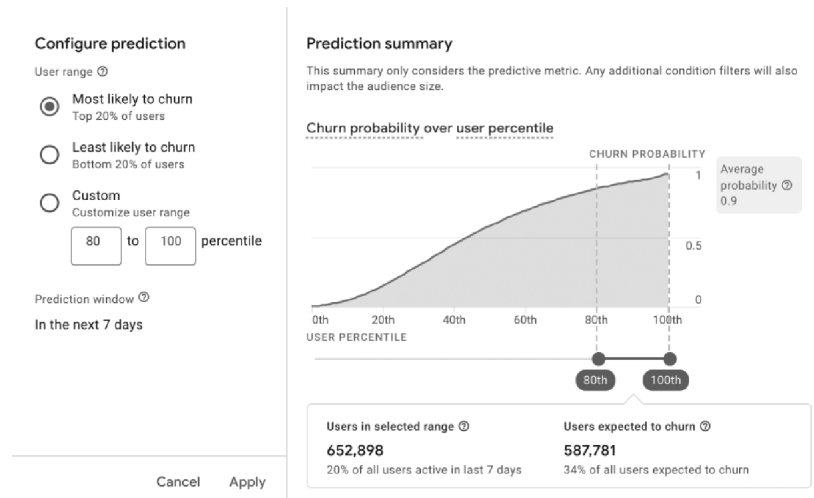 Configure prediction
User range
Most likely to churn
Top 20% of users
Least likely to churn
Bottom 20% of users
Custom
Customize user range
80 to 100 percentile
Prediction window
In the next 7 days
Cancel Apply
Prediction summary
This summary only considers the predictive metric. Any additional condition filters will also
impact the audience size.
Churn probability over user percentile
CHURN PROBABILITY
1
0.5
0
Average
probability
0.9
0th 20th 40th 60th 80th 100th
USER PERCENTILE
80th 100th
Users in selected range
652,898
20% of all users active in last 7 days
Users expected to churn
587,781
34% of all users expected to churn